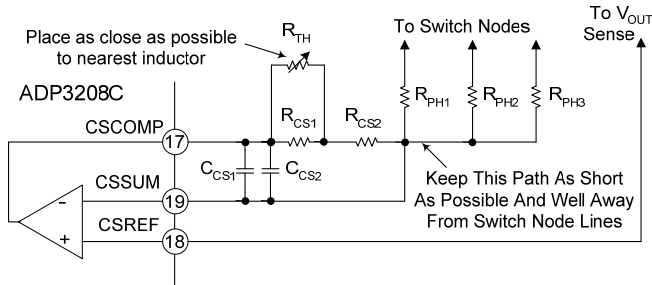 Place as close as possible
to nearest inductor
R_TH
To Switch Nodes
To V_OUT
Sense
ADP3208C
R_PH1
R_PH2
R_PH3
R_CS1
R_CS2
CSCOMP
17
C_CS1
C_CS2
Keep This Path As Short
As Possible And Well Away
From Switch Node Lines
CSSUM
19
-
CSREF
18
+